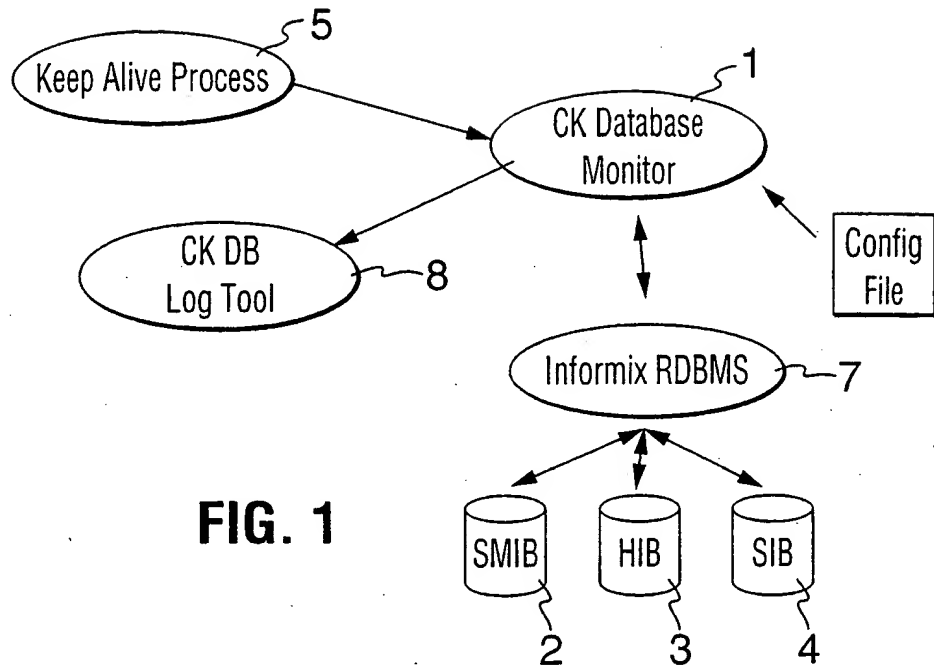 5
Keep Alive Process
1
CK Database
Monitor
CK DB
Log Tool
8
Config
File
Informix RDBMS
7
FIG. 1
SMIB
HIB
SIB
2
3
4